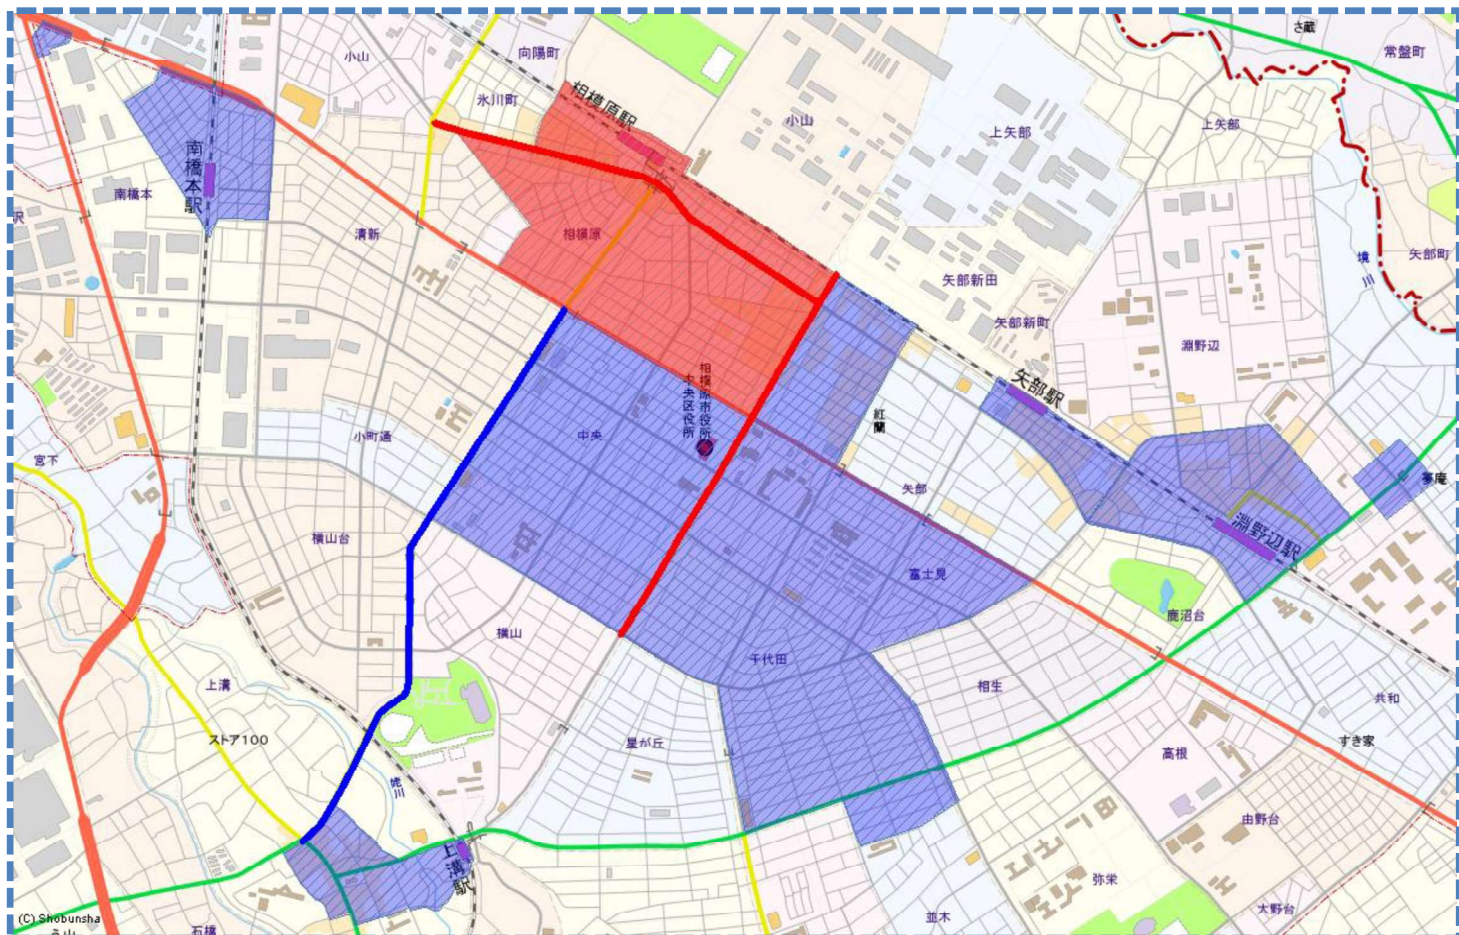 さ蔵
常盤町
小山
向陽町
氷川町
相模原駅
小山
上矢部
上矢部
南橋本駅
南橋本
沢
清新
相模原
境川
矢部町
矢部新田
矢部新町
淵野辺
矢部駅
相模原市役所
中央区役所
紅蘭
小町通
中央
宮下
矢部
夢庵
淵野辺駅
横山台
富士見
鹿沼台
横山
千代田
上溝
相生
共和
ストア100
星が丘
すき家
高根
姥川
由野台
上溝駅
弥栄
大野台
並木
石橋
(C) Shobunsha